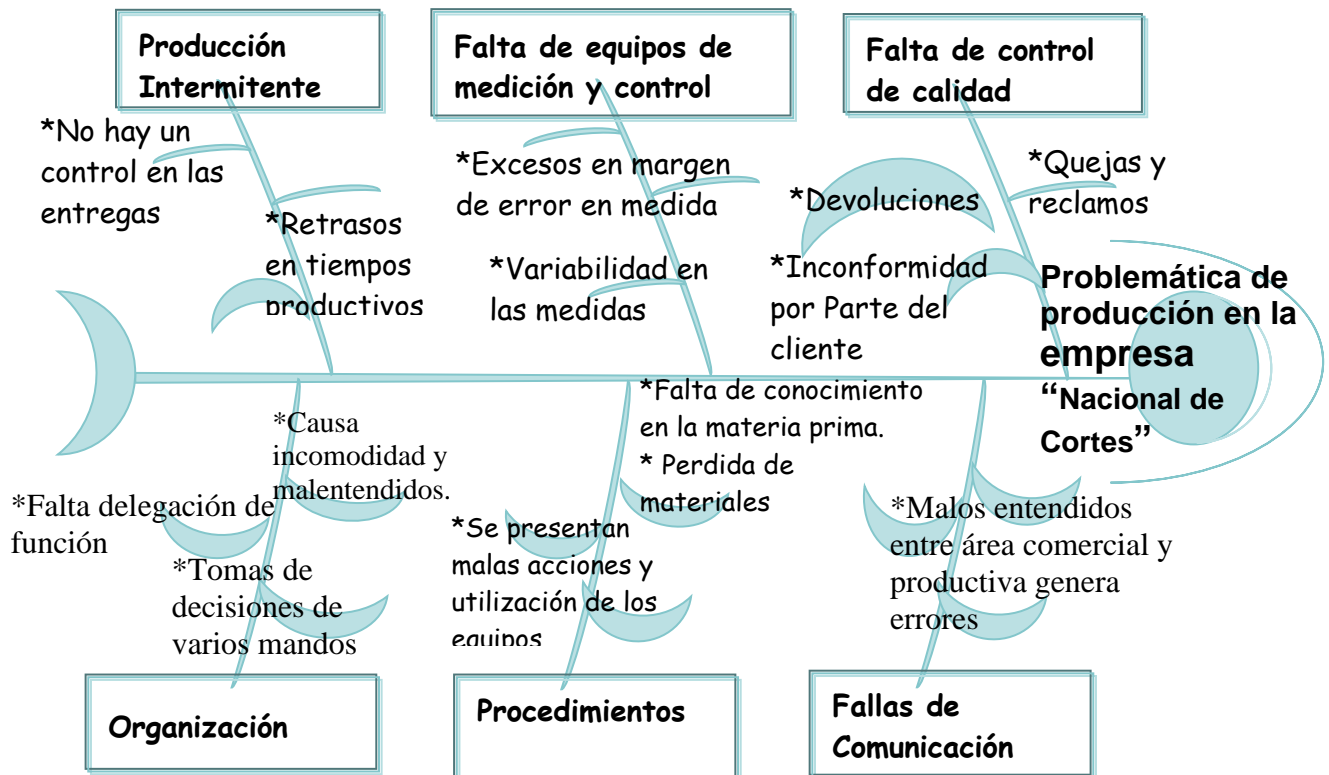 Producción
Intermitente
Falta de equipos de
medición y control
Falta de control
de calidad
*No hay un
control en las
entregas
*Retrasos
en tiempos
productivos
*Excesos en margen
de error en medida
*Variabilidad en
las medidas
*Devoluciones
*Inconformidad
por Parte del
cliente
*Quejas y
reclamos
Problemática de
producción en la
empresa
“Nacional de
Cortes”
*Causa
incomodidad y
malentendidos.
*Falta delegación de
función
*Tomas de
decisiones de
varios mandos
*Falta de conocimiento
en la materia prima.
* Perdida de
materiales
*Se presentan
malas acciones y
utilización de los
equipos
*Malos entendidos
entre área comercial y
productiva genera
errores
Organización
Procedimientos
Fallas de
Comunicación